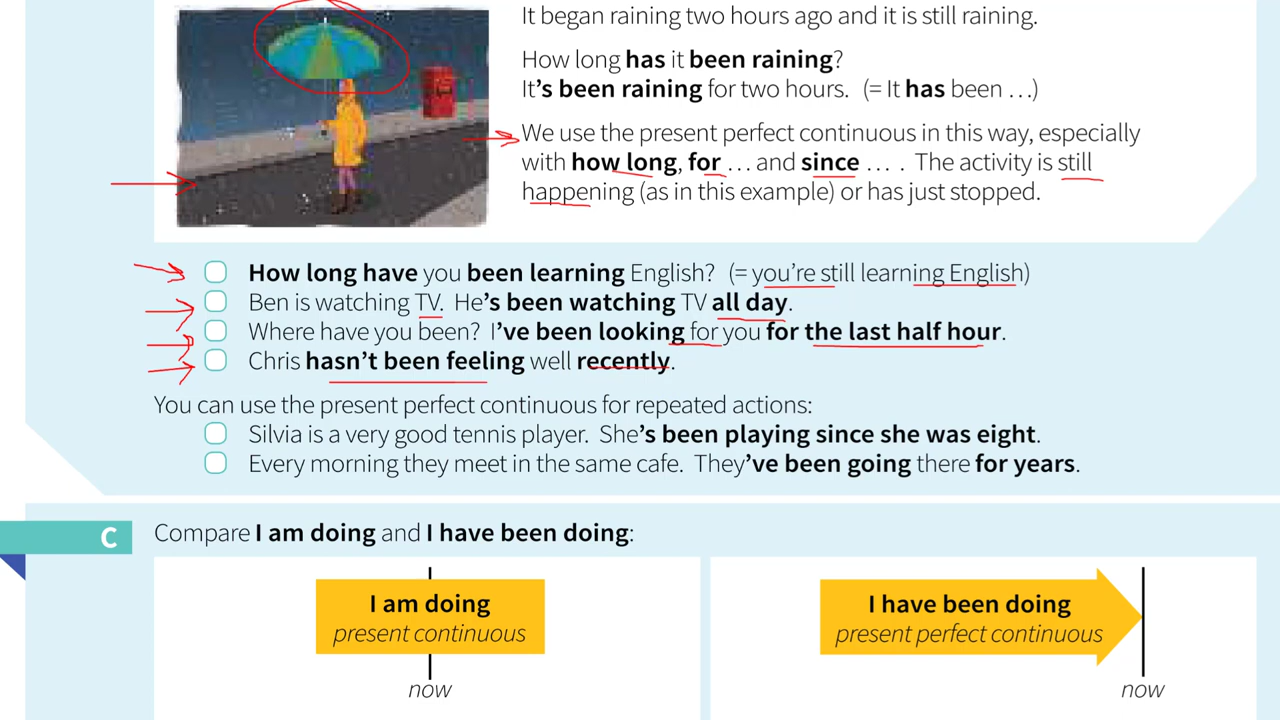 It began raining two hours ago and it is still raining.
How long has it been raining?
It's been raining for two hours. (= It has been …)
We use the present perfect continuous in this way, especially
with how long, for … and since … . The activity is still
happening (as in this example) or has just stopped.
How long have you been learning English? (= you're still learning English)
Ben is watching TV. He's been watching TV all day.
Where have you been? I've been looking for you for the last half hour.
Chris hasn't been feeling well recently.
You can use the present perfect continuous for repeated actions:
Silvia is a very good tennis player. She's been playing since she was eight.
Every morning they meet in the same cafe. They've been going there for years.
C
Compare I am doing and I have been doing:
I am doing
present continuous
now
I have been doing
present perfect continuous
now